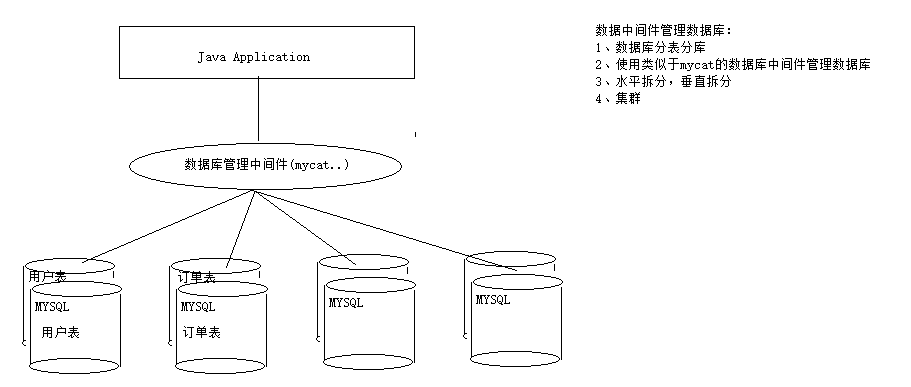 Java Application
数据中间件管理数据库：
1、数据库分表分库
2、使用类似于mycat的数据库中间件管理数据库
3、水平拆分，垂直拆分
4、集群
数据库管理中间件(mycat..)
用户表
订单表
MYSQL
MYSQL
MYSQL
MYSQL
用户表
订单表